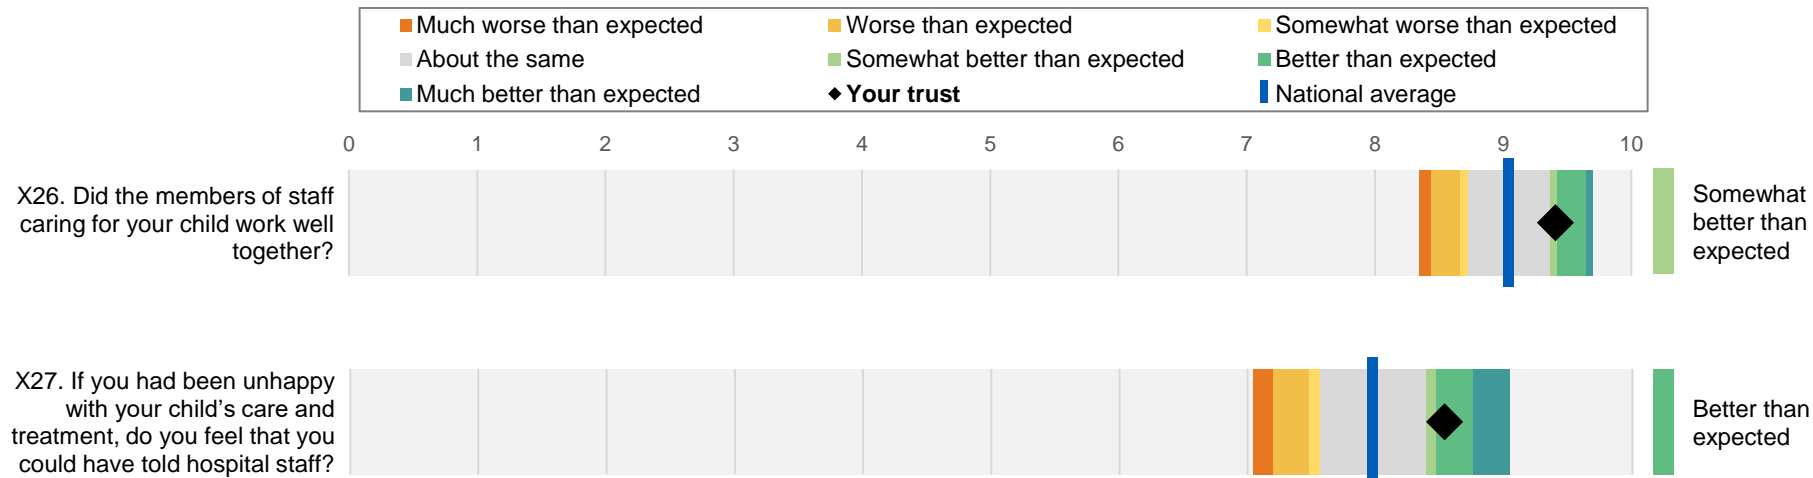 Much worse than expected
Worse than expected
Somewhat worse than expected
About the same
Somewhat better than expected
Better than expected
Much better than expected
Your trust
National average
0 1 2 3 4 5 6 7 8 9 10
X26. Did the members of staff
caring for your child work well
together?
Somewhat
better than
expected
X27. If you had been unhappy
with your child’s care and
treatment, do you feel that you
could have told hospital staff?
Better than
expected